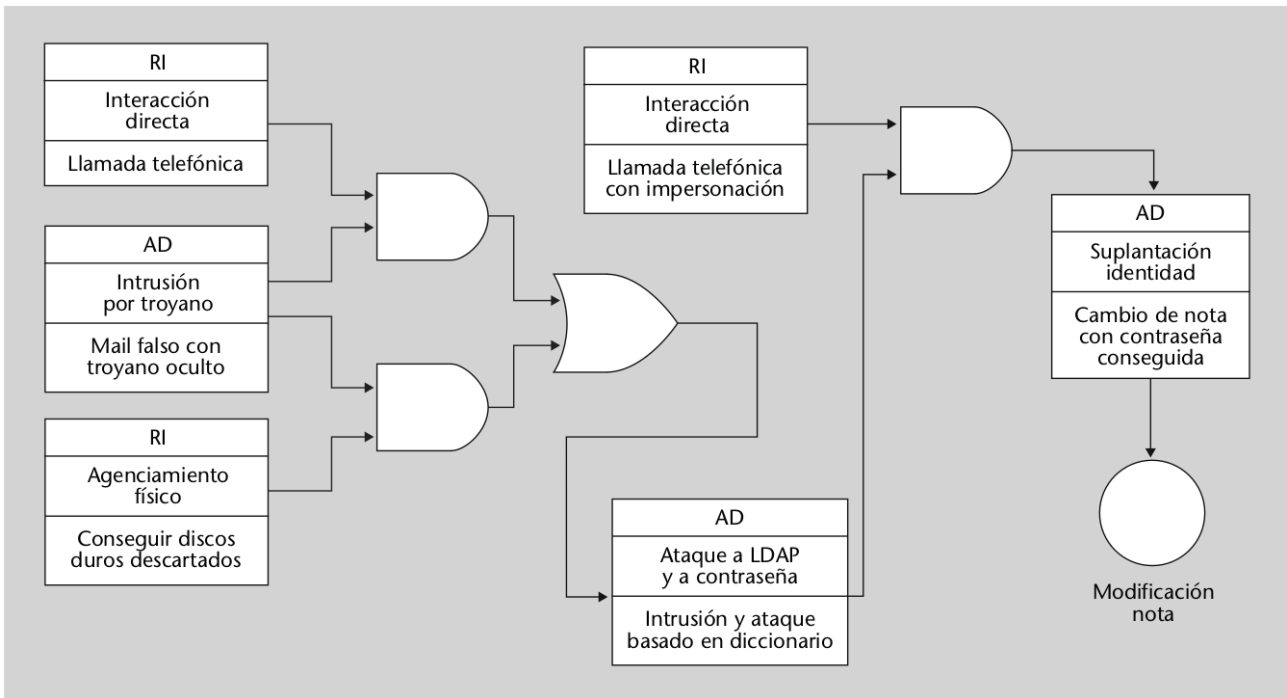 RI
Interacción
directa
Llamada telefónica
AD
Intrusión
por troyano
Mail falso con
troyano oculto
RI
Agenciamiento
físico
Conseguir discos
duros descartados
RI
Interacción
directa
Llamada telefónica
con impersonación
AD
Ataque a LDAP
y a contraseña
Intrusión y ataque
basado en diccionario
AD
Suplantación
identidad
Cambio de nota
con contraseña
conseguida
Modificación
nota